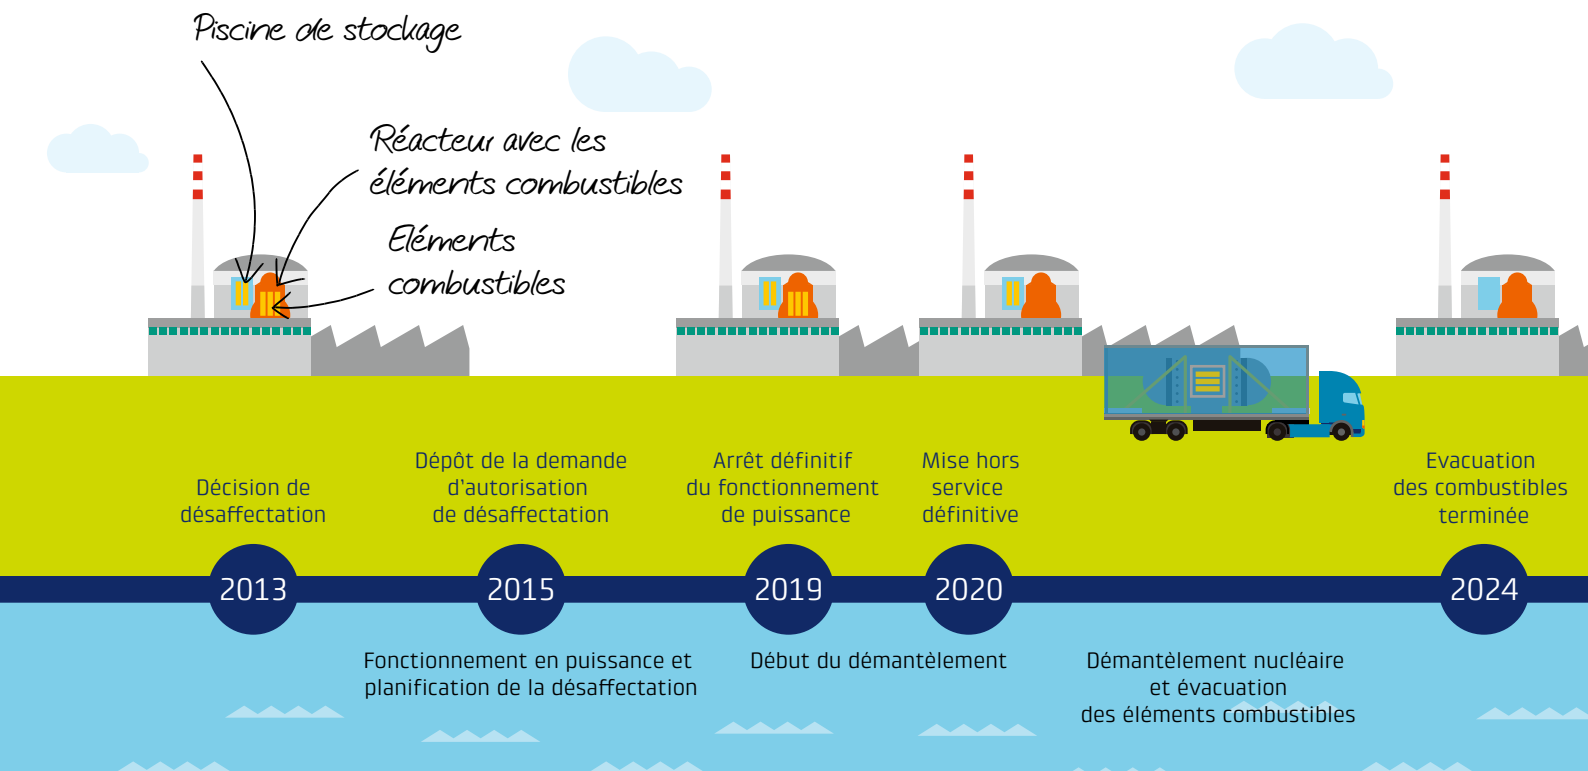 Piscine de stockage
Réacteur avec les
éléments combustibles
Eléments
combustibles
Décision de
désaffectation
Dépôt de la demande
d'autorisation
de désaffectation
Arrêt définitif
du fonctionnement
de puissance
Mise hors
service
définitive
Evacuation
des combustibles
terminée
2013
2015
2019
2020
2024
Fonctionnement en puissance et
planification de la désaffectation
Début du démantèlement
Démantèlement nucléaire
et évacuation
des éléments combustibles